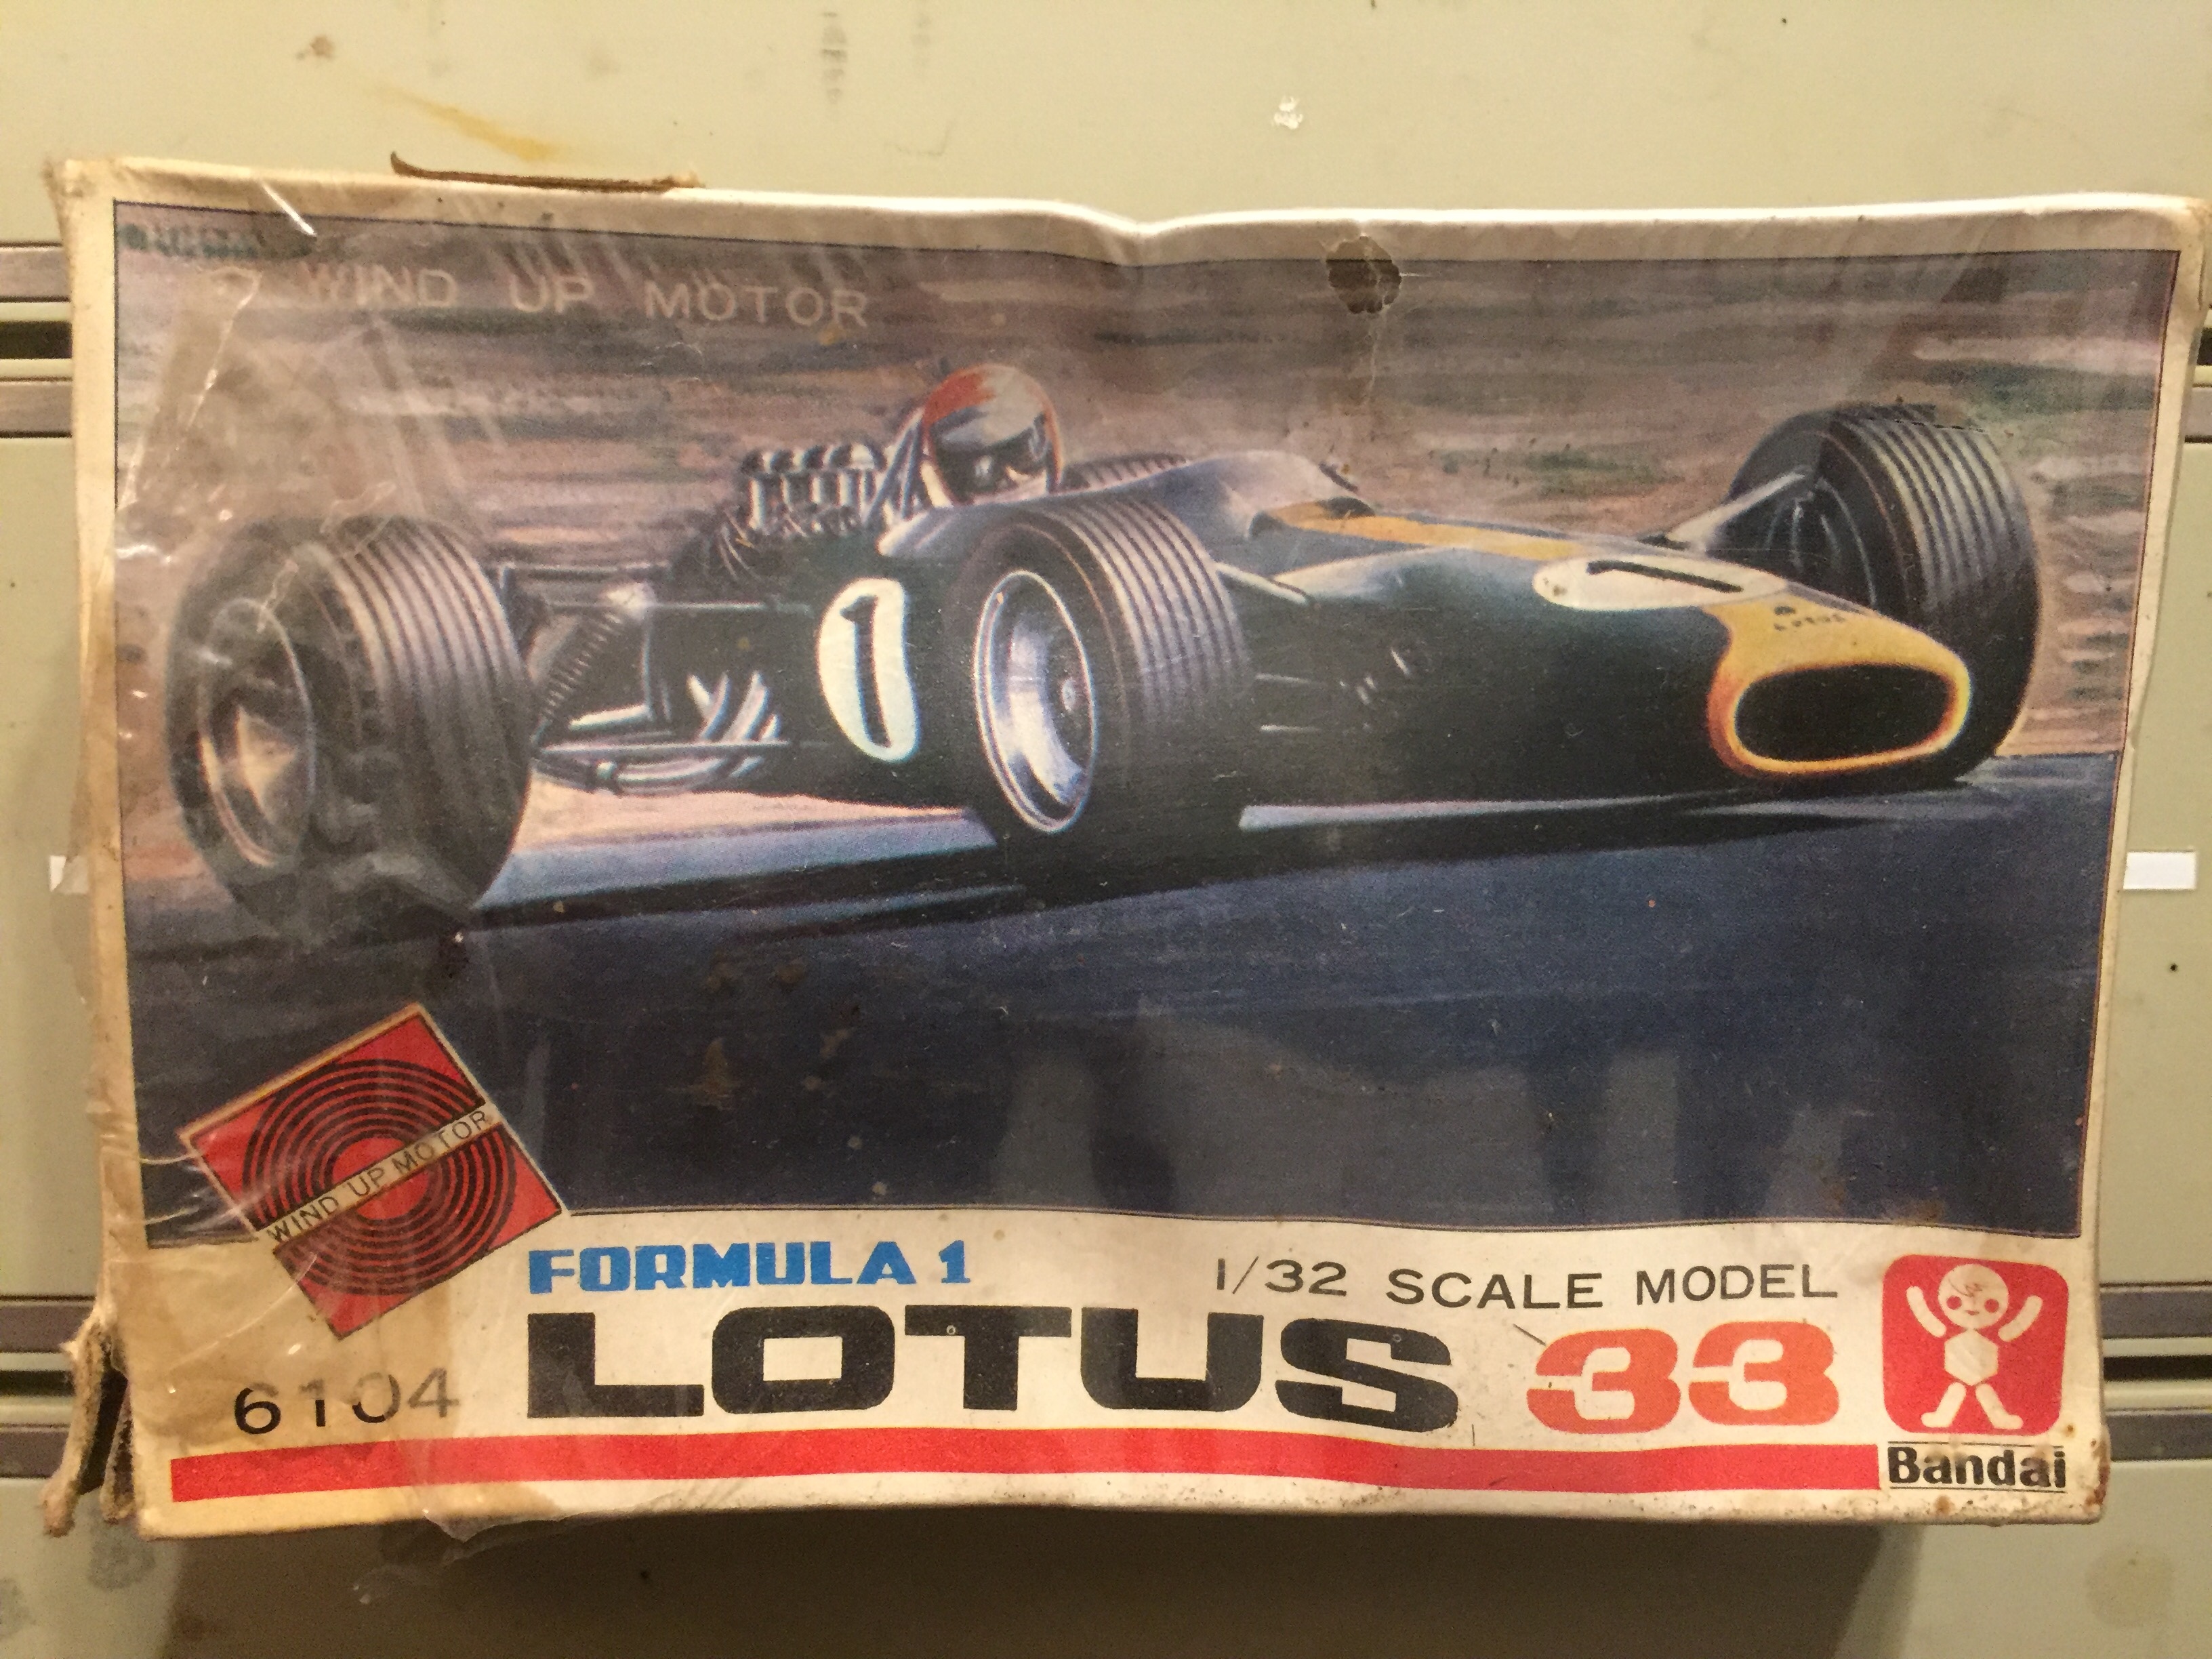 WIND UP MOTOR
1
1
LOTUS
WIND UP MOTOR
FORMULA 1
1/32 SCALE MODEL
6104
LOTUS 33
Bandai